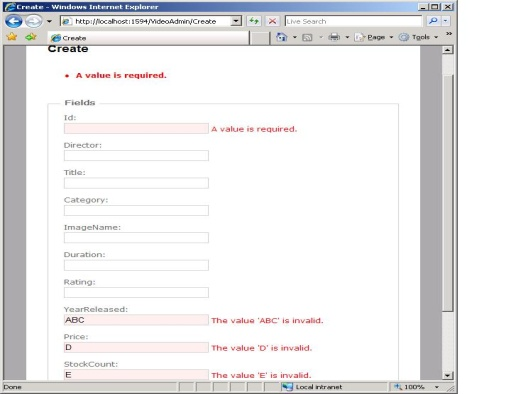 Create - Windows Internet Explorer
http://localhost:1594/VideoAdmin/Create
Live Search
Create
Page
Tools
Create
• A value is required.
Fields
Id:
A value is required.
Director:
Title:
Category:
ImageName:
Duration:
Rating:
YearReleased:
ABC
The value 'ABC' is invalid.
Price:
D
The value 'D' is invalid.
StockCount:
E
The value 'E' is invalid.
Done
Local intranet
100%